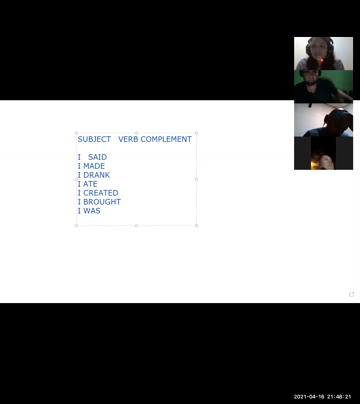 SUBJECT VERB COMPLEMENT
I SAID
I MADE
I DRANK
I ATE
I CREATED
I BROUGHT
I WAS
2021-04-16 21:48:21